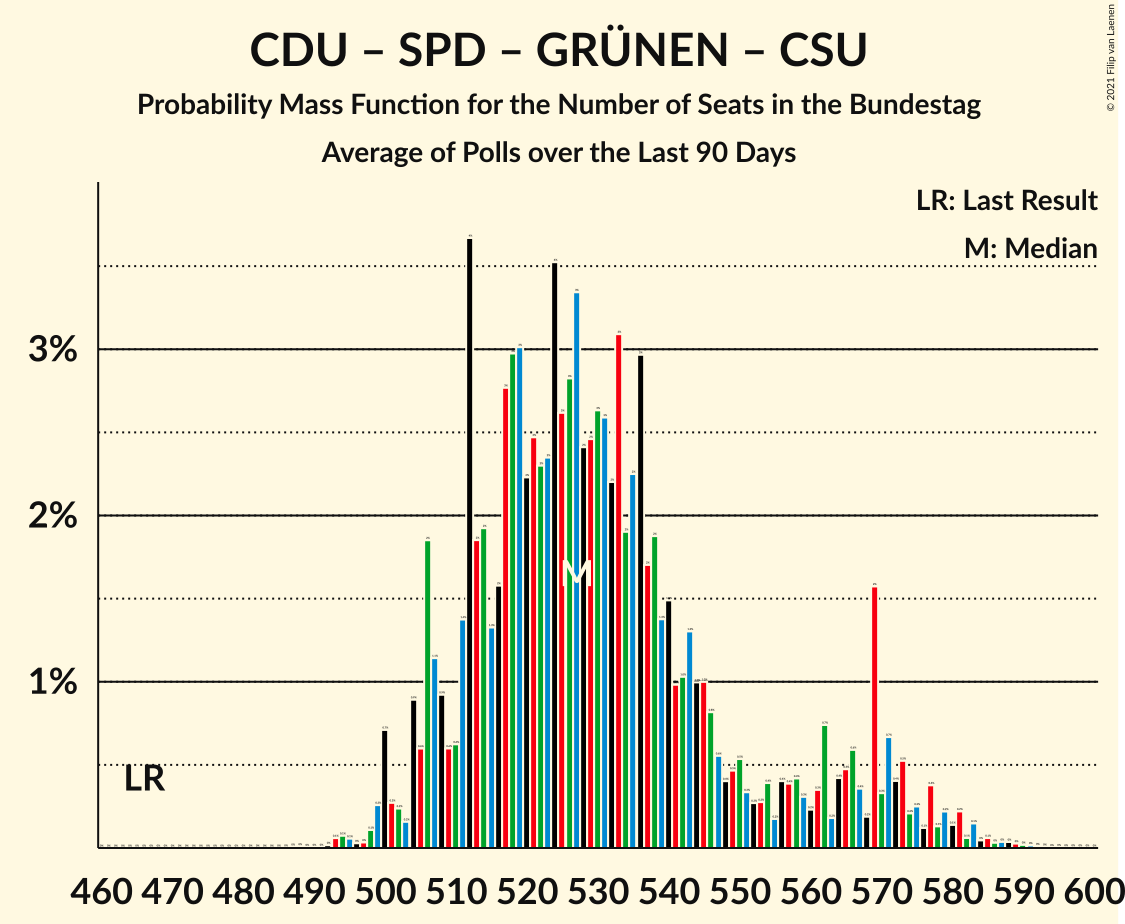 CDU – SPD – GRÜNEN – CSU
Probability Mass Function for the Number of Seats in the Bundestag
Average of Polls over the Last 90 Days
© 2021 Filip van Laenen
LR: Last Result
M: Median
3%
2%
1%
LR
M
460 470 480 490 500 510 520 530 540 550 560 570 580 590 600